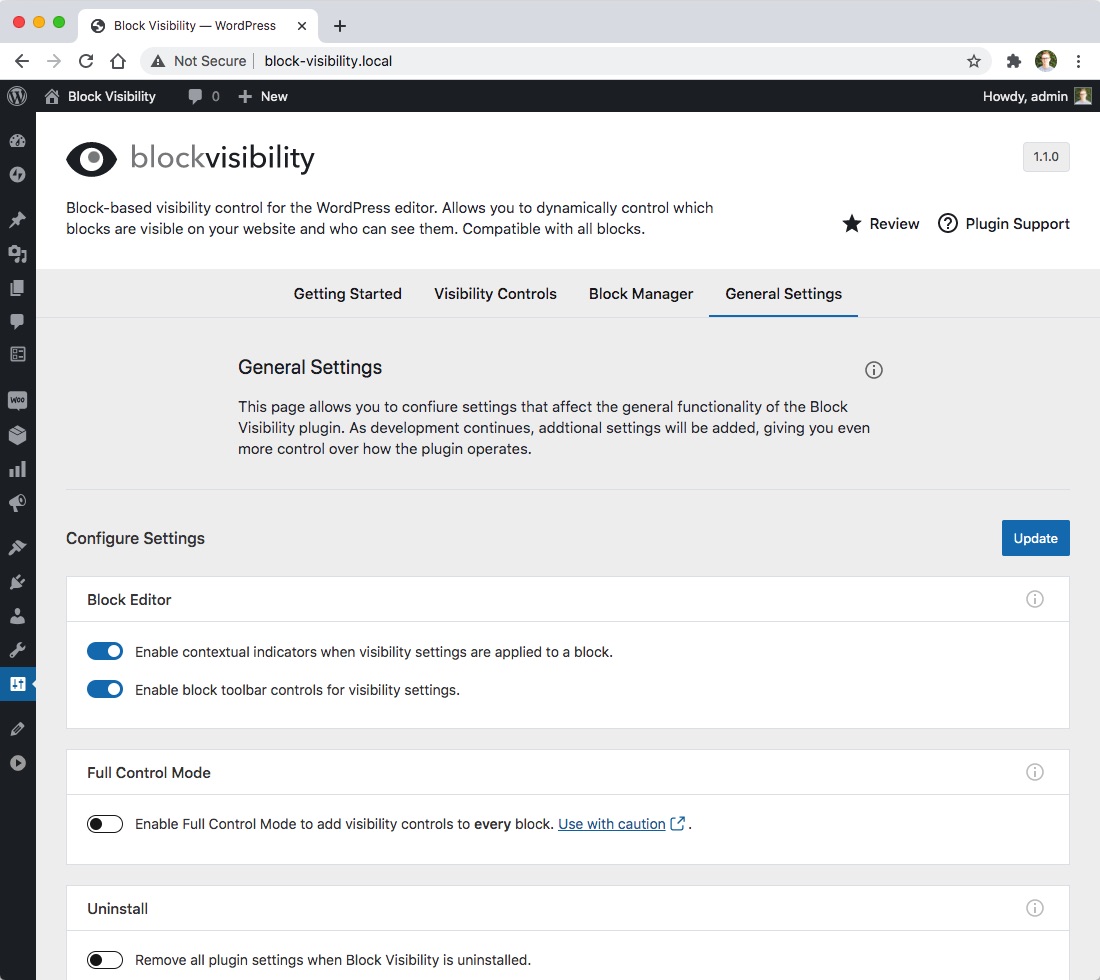 Block Visibility — WordPress
Not Secure block-visibility.local
Block Visibility 0 New Howdy, admin
blockvisibility
1.1.0
Block-based visibility control for the WordPress editor. Allows you to dynamically control which
blocks are visible on your website and who can see them. Compatible with all blocks.
Review Plugin Support
Getting Started Visibility Controls Block Manager General Settings
General Settings
This page allows you to confiure settings that affect the general functionality of the Block
Visibility plugin. As development continues, addtional settings will be added, giving you even
more control over how the plugin operates.
Configure Settings Update
Block Editor
Enable contextual indicators when visibility settings are applied to a block.
Enable block toolbar controls for visibility settings.
Full Control Mode
Enable Full Control Mode to add visibility controls to every block. Use with caution .
Uninstall
Remove all plugin settings when Block Visibility is uninstalled.
Woo